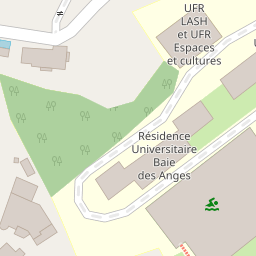 UFR
LASH
et UFR
Espaces
et cultures
Résidence
Universitaire
Baie
des Anges